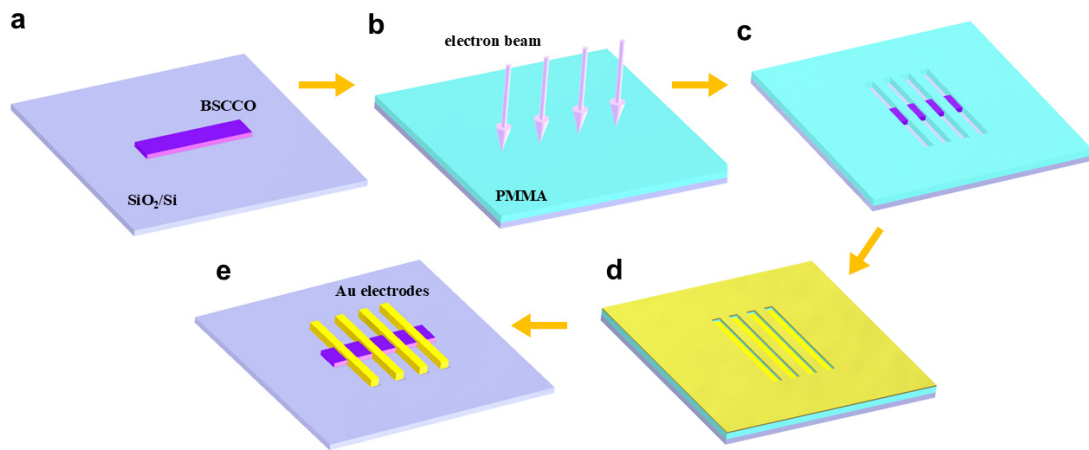 a
BSCCO
SiO₂/Si
b
electron beam
PMMA
c
d
e
Au electrodes